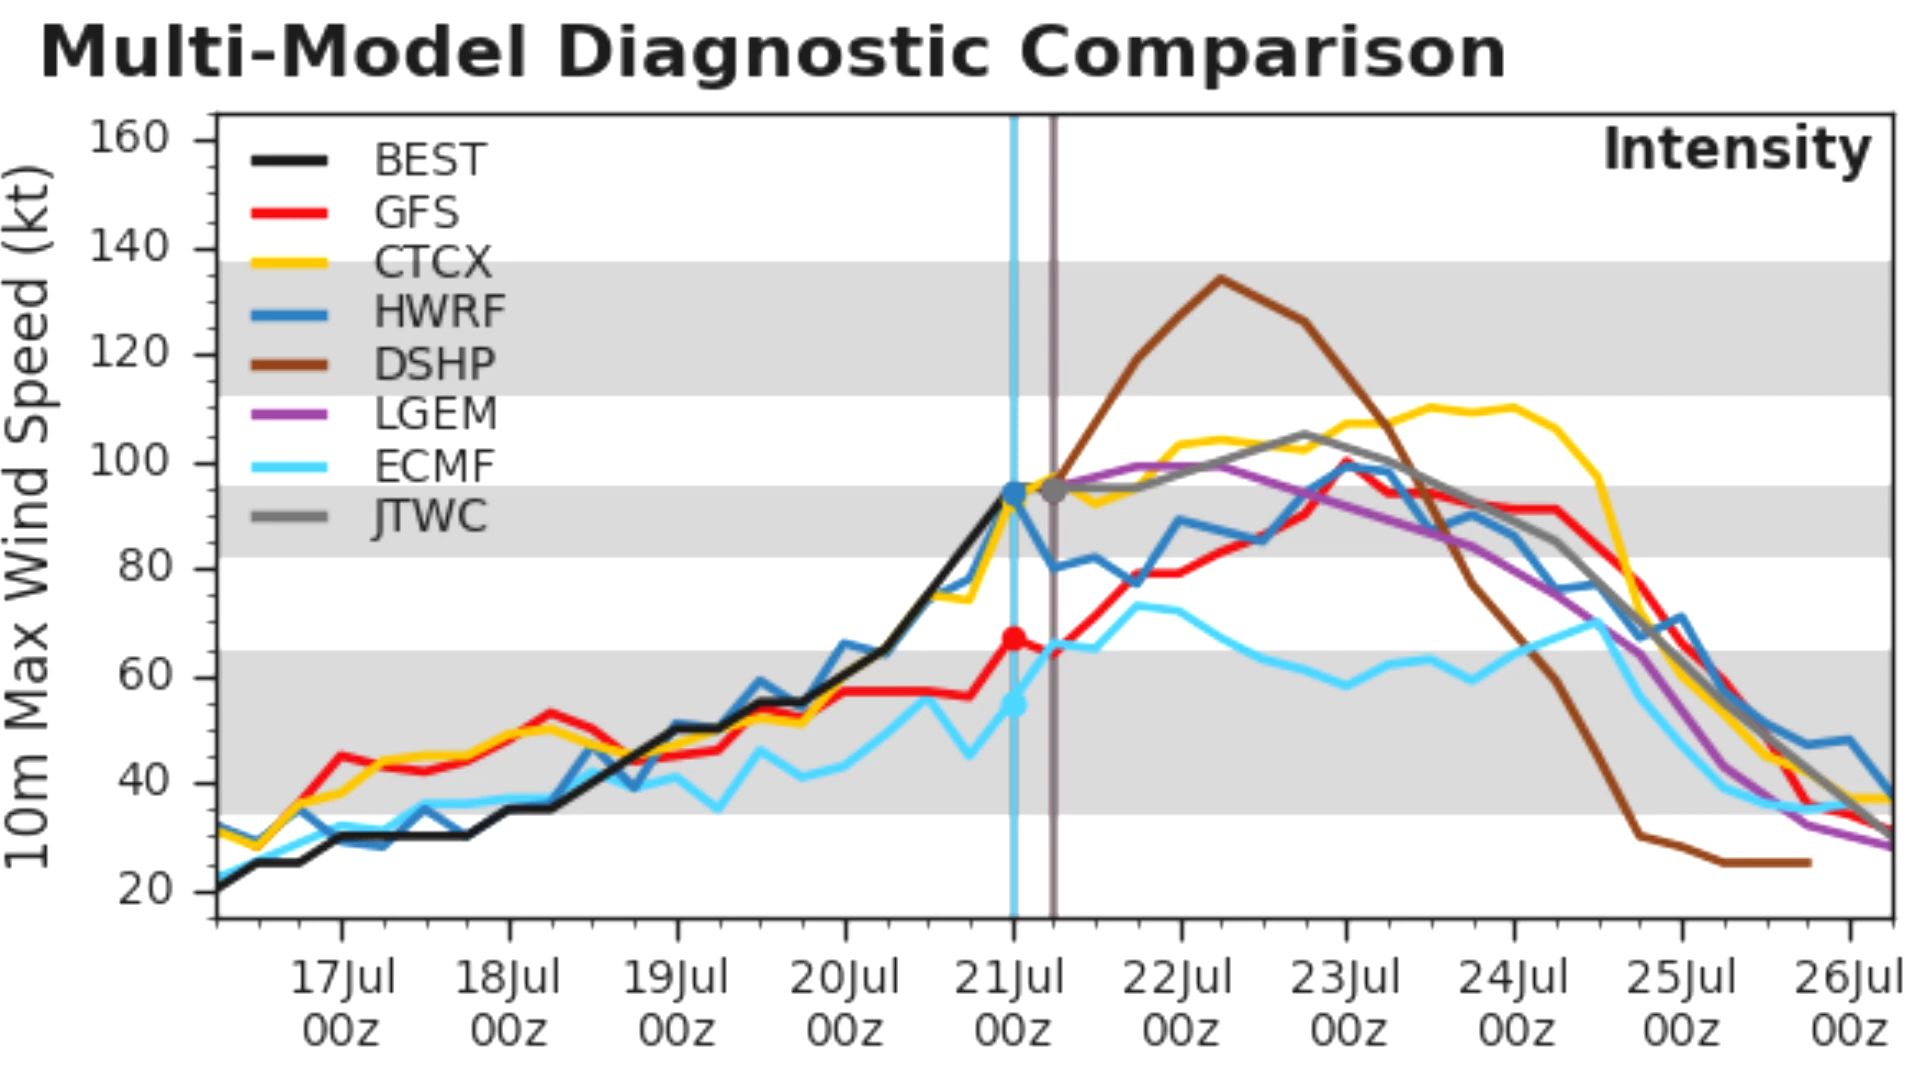 Multi-Model Diagnostic Comparison
Intensity
10m Max Wind Speed (kt)
160
140
120
100
80
60
40
20
BEST
GFS
CTCX
HWRF
DSHP
LGEM
ECMF
JTWC
17Jul 18Jul 19Jul 20Jul 21Jul 22Jul 23Jul 24Jul 25Jul 26Jul
00z 00z 00z 00z 00z 00z 00z 00z 00z 00z